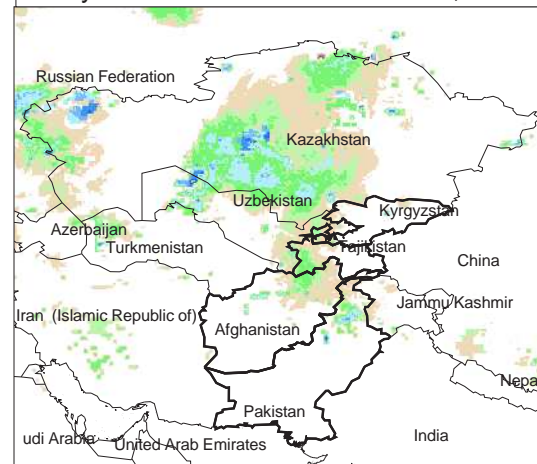 Russian Federation
Kazakhstan
Uzbekistan
Kyrgyzstan
Azerbaijan
Turkmenistan
Tajikistan
China
Jammu Kashmir
Iran (Islamic Republic of)
Afghanistan
Nepa
Pakistan
India
udi Arabia
United Arab Emirates